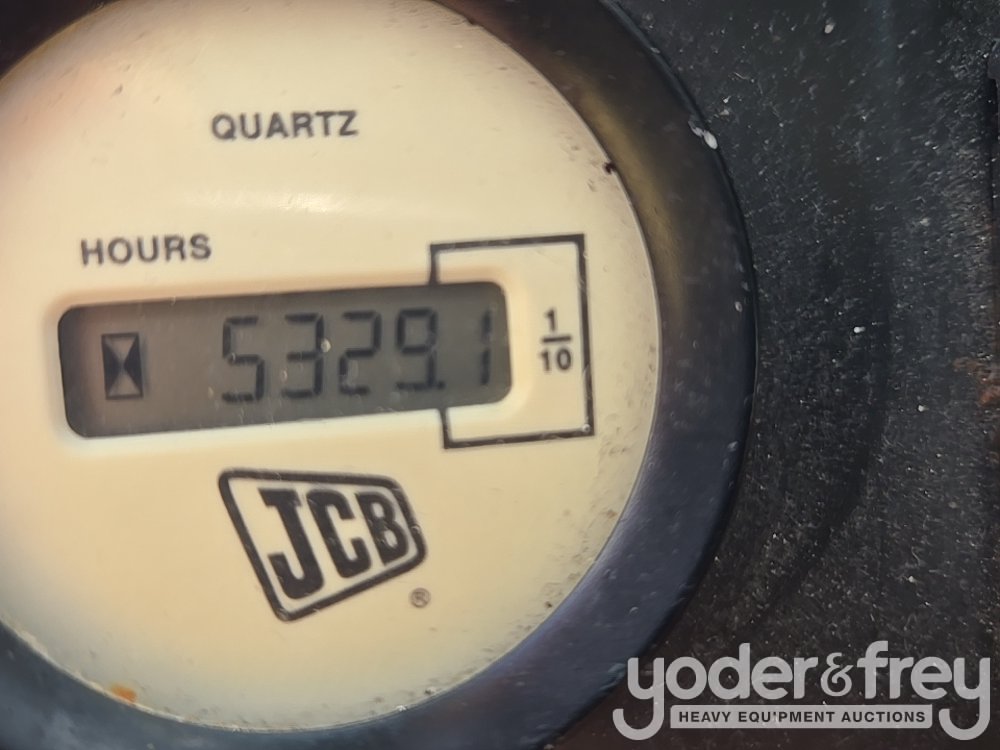 QUARTZ
HOURS
5329.1
1
10
JCB
®
yoder&frey
HEAVY EQUIPMENT AUCTIONS